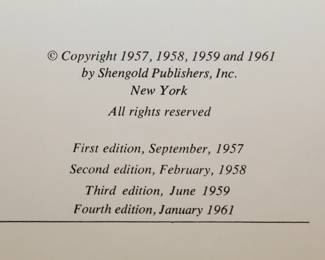 © Copyright 1957, 1958, 1959 and 1961
by Shengold Publishers, Inc.
New York
All rights reserved
First edition, September, 1957
Second edition, February, 1958
Third edition, June 1959
Fourth edition, January 1961